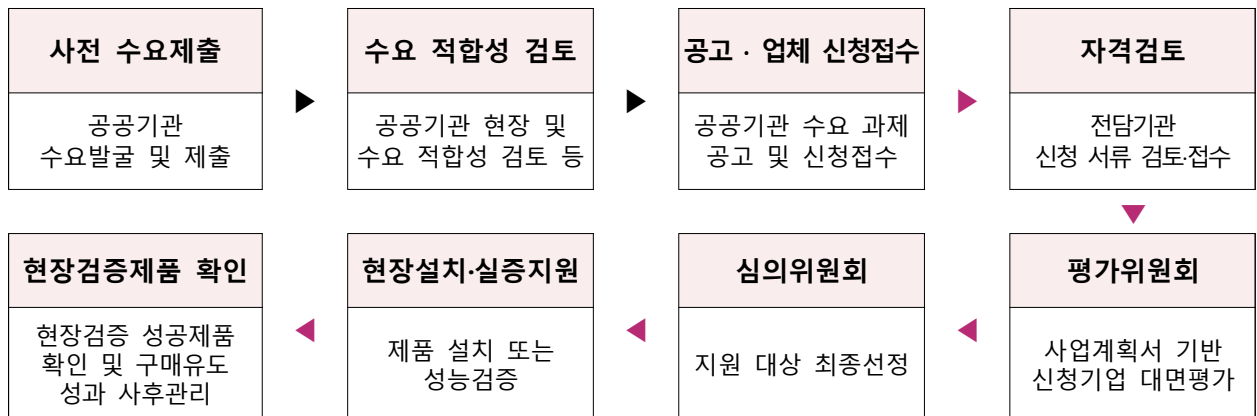 사전 수요제출
공공기관
수요발굴 및 제출
수요 적합성 검토
공공기관 현장 및
수요 적합성 검토 등
공고 · 업체 신청접수
공공기관 수요 과제
공고 및 신청접수
자격검토
전담기관
신청 서류 검토·접수
평가위원회
사업계획서 기반
신청기업 대면평가
심의위원회
지원 대상 최종선정
현장설치·실증지원
제품 설치 또는
성능검증
현장검증제품 확인
현장검증 성공제품
확인 및 구매유도
성과 사후관리